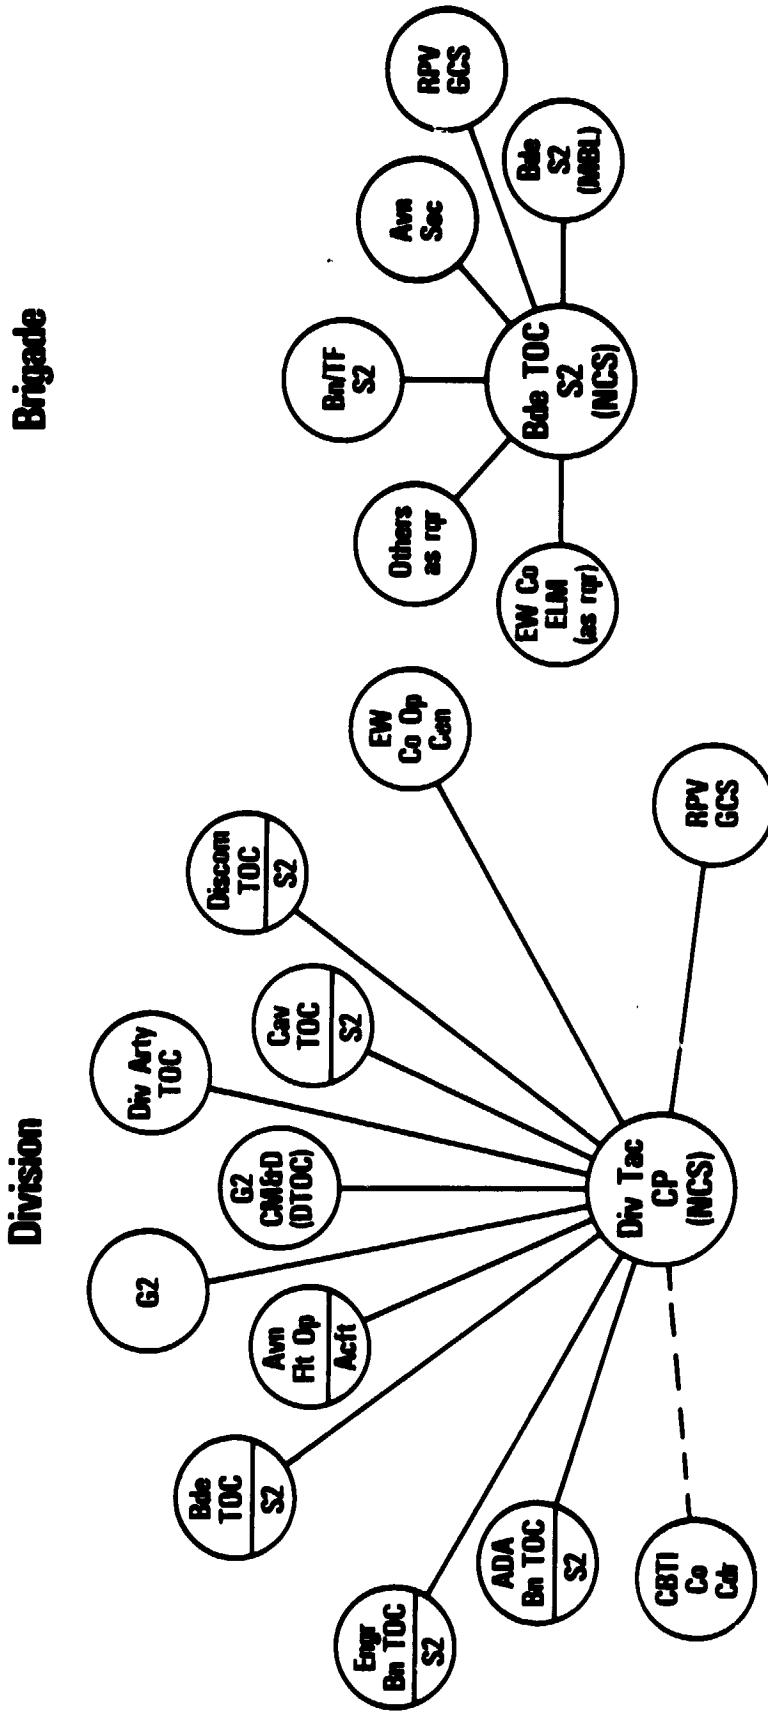 Division
Bde
TOC
S2
G2
Avn
Flt Op
Acft
G2
CM&D
(DTOC)
Div Arty
TOC
Cav
TOC
S2
Discom
TOC
S2
EW
Co Op
Cen
Engr
Bn TOC
S2
ADA
Bn TOC
S2
CBTI
Co
Cdr
Div Tac
CP
(NCS)
RPV
GCS
Brigade
Others
as rqr
Bn/TF
S2
Avn
Sec
RPV
GCS
EW Co
ELM
(as rqr)
Bde TOC
S2
(NCS)
Bde
S2
(MBL)